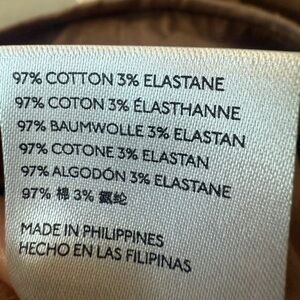 97% COTTON 3% ELASTANE
97% COTON 3% ÉLASTHANNE
97% BAUMWOLLE 3% ELASTAN
97% COTONE 3% ELASTAN
97% ALGODÓN 3% ELASTANE
97% 棉 3% 氨纶
MADE IN PHILIPPINES
HECHO EN LAS FILIPINAS